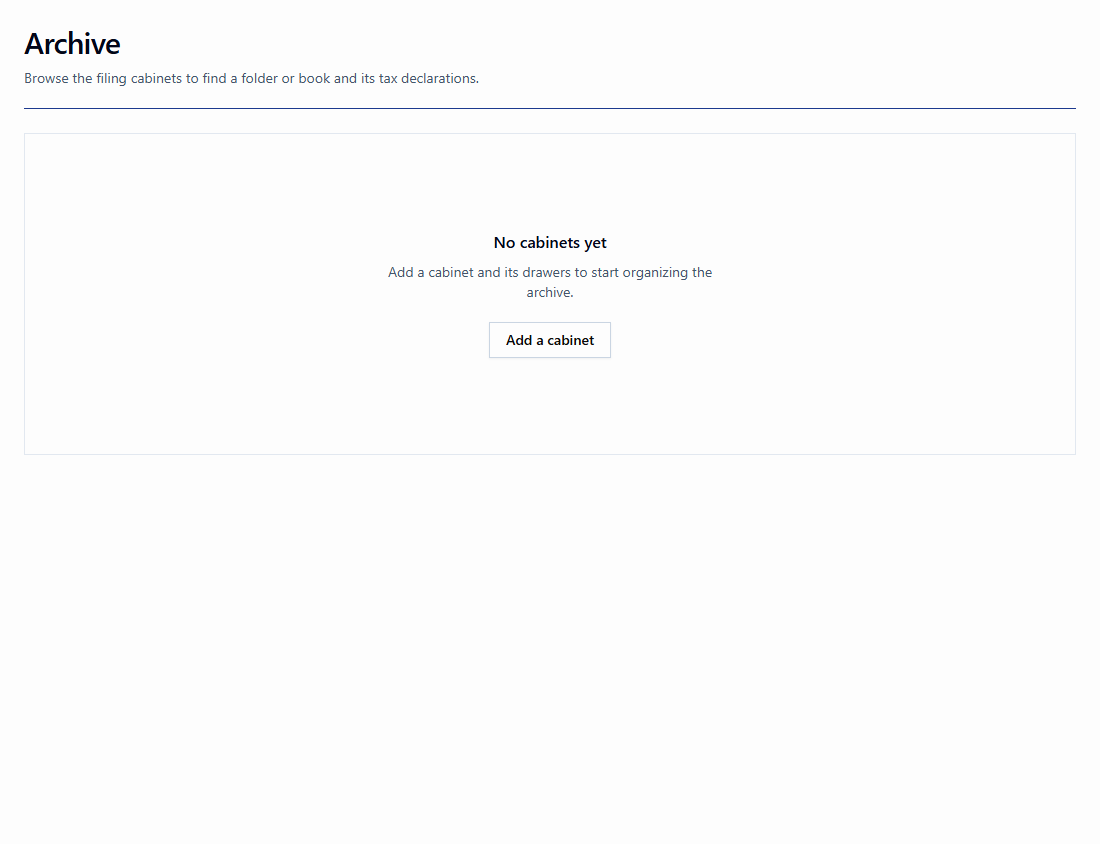 Archive
Browse the filing cabinets to find a folder or book and its tax declarations.
No cabinets yet
Add a cabinet and its drawers to start organizing the
archive.
Add a cabinet